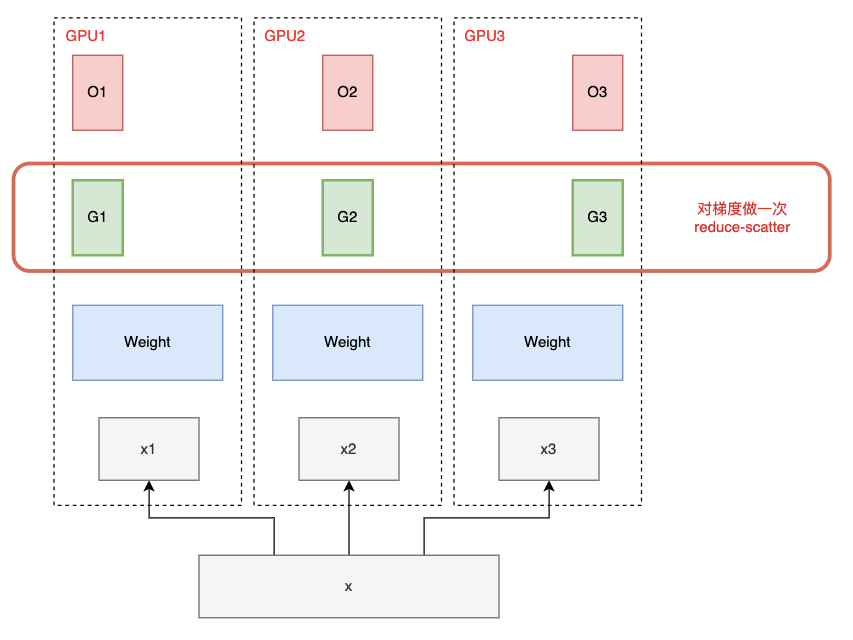 GPU1
GPU2
GPU3
O1
O2
O3
G1
G2
G3
对梯度做一次
reduce-scatter
Weight
Weight
Weight
x1
x2
x3
x